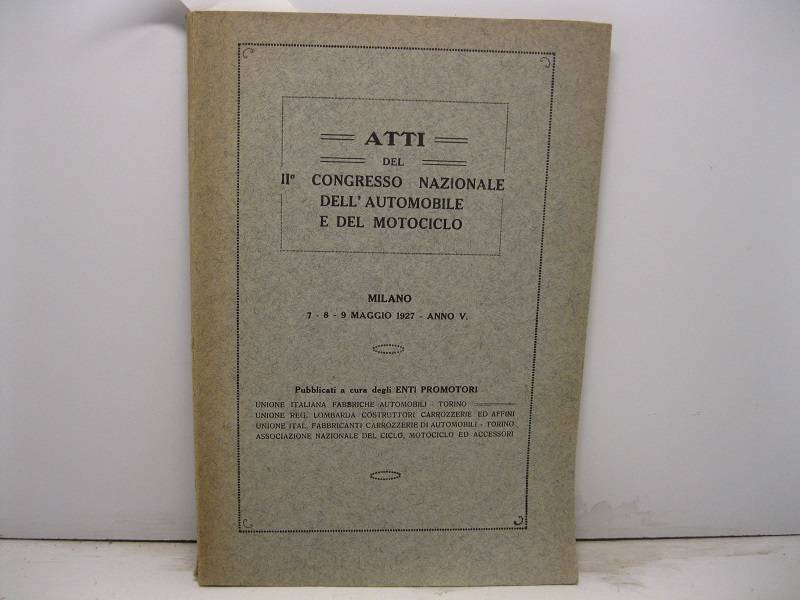 ATTI
DEL
IIº CONGRESSO NAZIONALE
DELL'AUTOMOBILE
E DEL MOTOCICLO
MILANO
7 - 8 - 9 MAGGIO 1927 - ANNO V.
Pubblicati a cura degli ENTI PROMOTORI
UNIONE ITALIANA FABBRICHE AUTOMOBILI - TORINO
UNIONE REG. LOMBARDA COSTRUTTORI CARROZZERIE ED AFFINI
UNIONE ITAL. FABBRICANTI CARROZZERIE DI AUTOMOBILI - TORINO
ASSOCIAZIONE NAZIONALE DEL CICLO, MOTOCICLO ED ACCESSORI